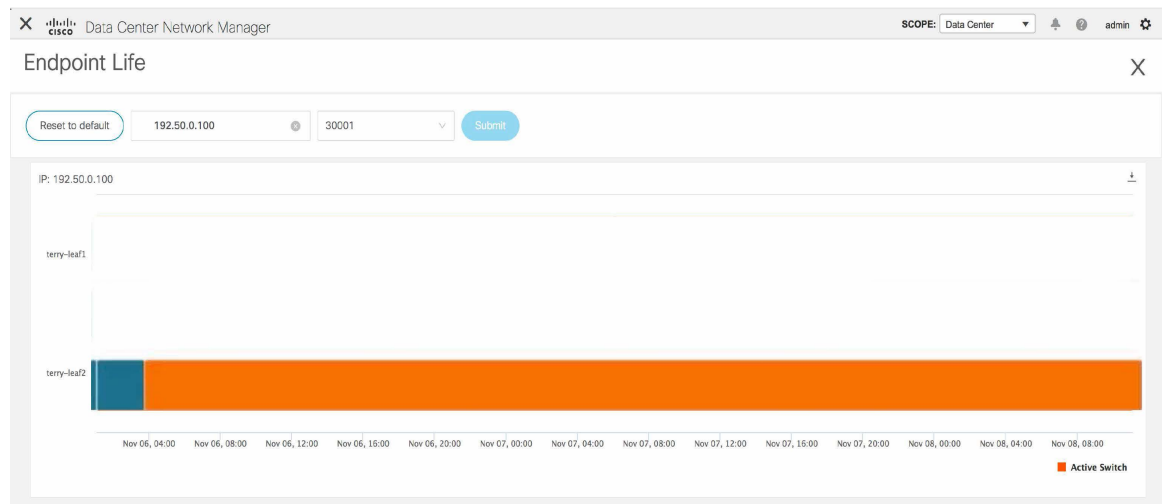 X CISCO Data Center Network Manager SCOPE: Data Center admin
Endpoint Life X
Reset to default 192.50.0.100 30001 Submit
IP: 192.50.0.100
terry-leaf1
terry-leaf2
Nov 06, 04:00 Nov 06, 08:00 Nov 06, 12:00 Nov 06, 16:00 Nov 06, 20:00 Nov 07, 00:00 Nov 07, 04:00 Nov 07, 08:00 Nov 07, 12:00 Nov 07, 16:00 Nov 07, 20:00 Nov 08, 00:00 Nov 08, 04:00 Nov 08, 08:00
Active Switch